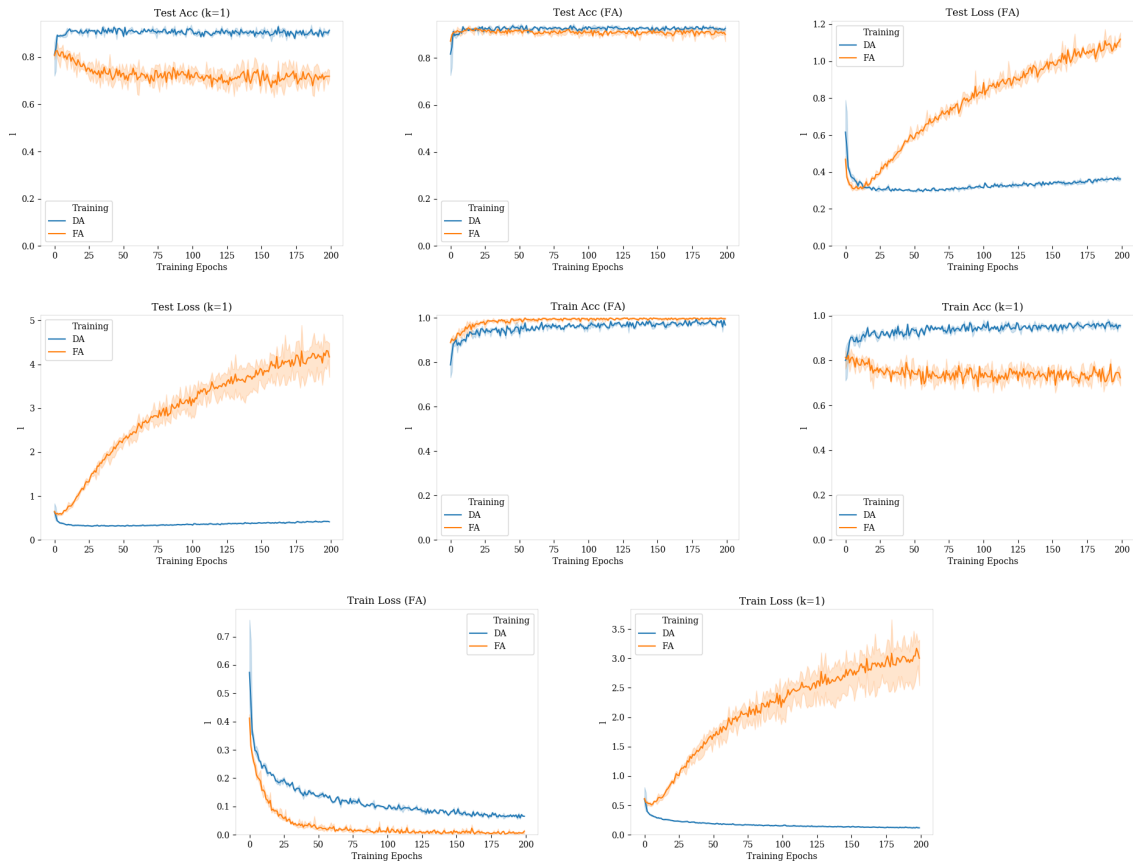 Test Acc (k=1)
l
0.8
0.6
0.4
0.2
0.0
Training
DA
FA
0 25 50 75 100 125 150 175 200
Training Epochs
Test Acc (FA)
l
0.8
0.6
0.4
0.2
0.0
Training
DA
FA
0 25 50 75 100 125 150 175 200
Training Epochs
Test Loss (FA)
l
1.2
1.0
0.8
0.6
0.4
0.2
0.0
Training
DA
FA
0 25 50 75 100 125 150 175 200
Training Epochs
Test Loss (k=1)
l
5
4
3
2
1
0
Training
DA
FA
0 25 50 75 100 125 150 175 200
Training Epochs
Train Acc (FA)
l
1.0
0.8
0.6
0.4
0.2
0.0
Training
DA
FA
0 25 50 75 100 125 150 175 200
Training Epochs
Train Acc (k=1)
l
1.0
0.8
0.6
0.4
0.2
0.0
Training
DA
FA
0 25 50 75 100 125 150 175 200
Training Epochs
Train Loss (FA)
l
0.7
0.6
0.5
0.4
0.3
0.2
0.1
0.0
Training
DA
FA
0 25 50 75 100 125 150 175 200
Training Epochs
Train Loss (k=1)
l
3.5
3.0
2.5
2.0
1.5
1.0
0.5
0.0
Training
DA
FA
0 25 50 75 100 125 150 175 200
Training Epochs